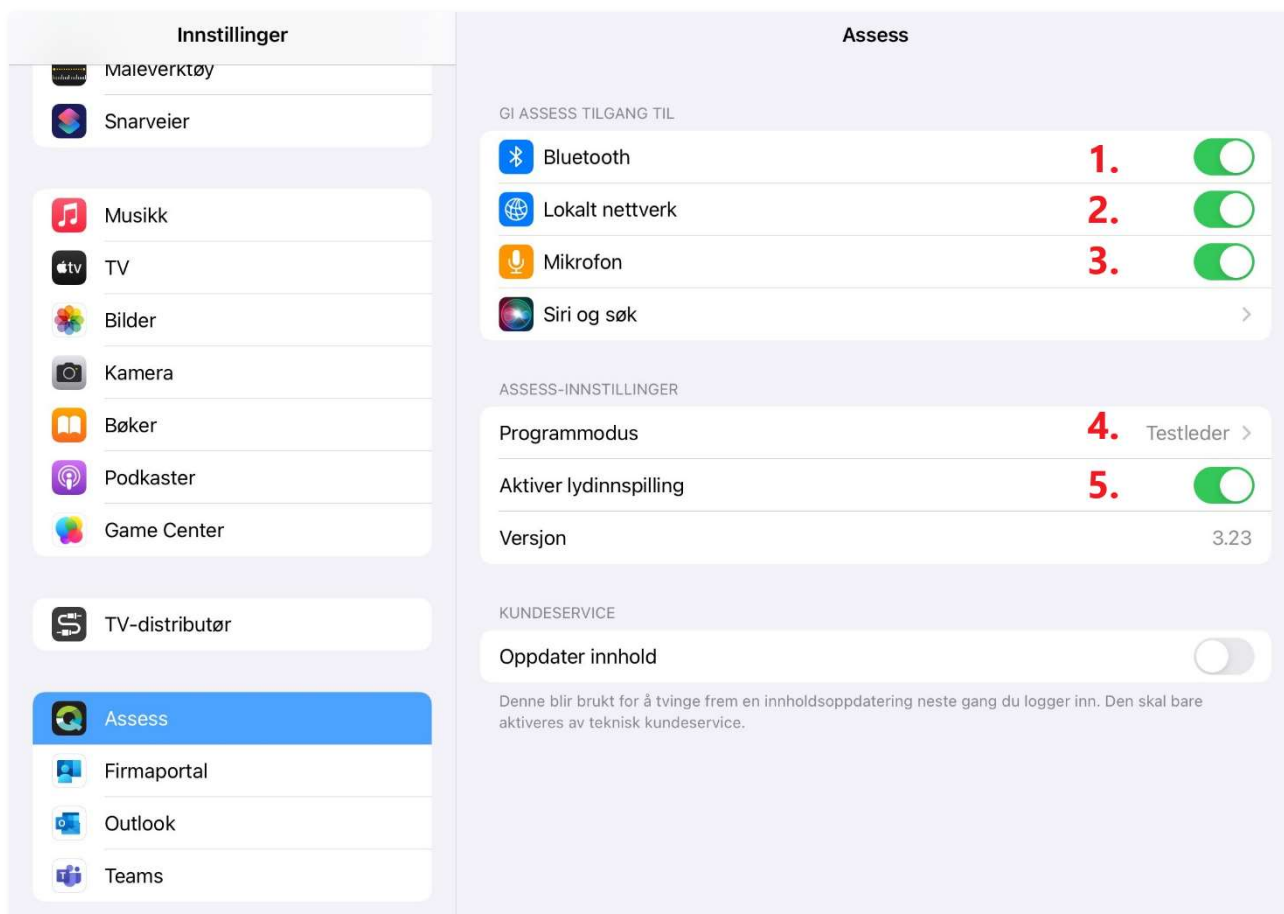 Innstillinger
Måleverktøy
Snarveier
Musikk
tv
TV
Bilder
Kamera
Bøker
Podkaster
Game Center
TV-distributør
Assess
Firmaportal
Outlook
Teams
Assess
GI ASSESS TILGANG TIL
Bluetooth 1.
Lokalt nettverk 2.
Mikrofon 3.
Siri og søk
ASSESS-INNSTILLINGER
Programmodus 4. Testleder
Aktiver lydinnspilling 5.
Versjon 3.23
KUNDESERVICE
Oppdater innhold
Denne blir brukt for å tvinge frem en innholdsoppdatering neste gang du logger inn. Den skal bare
aktiveres av teknisk kundeservice.